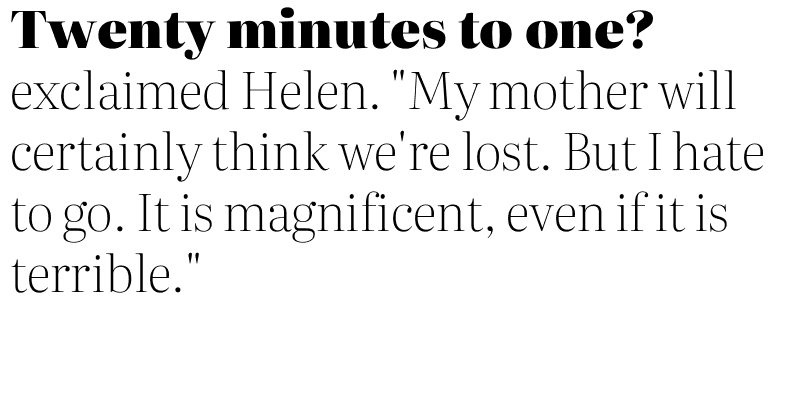 Twenty minutes to one?
exclaimed Helen. "My mother will
certainly think we're lost. But I hate
to go. It is magnificent, even if it is
terrible."